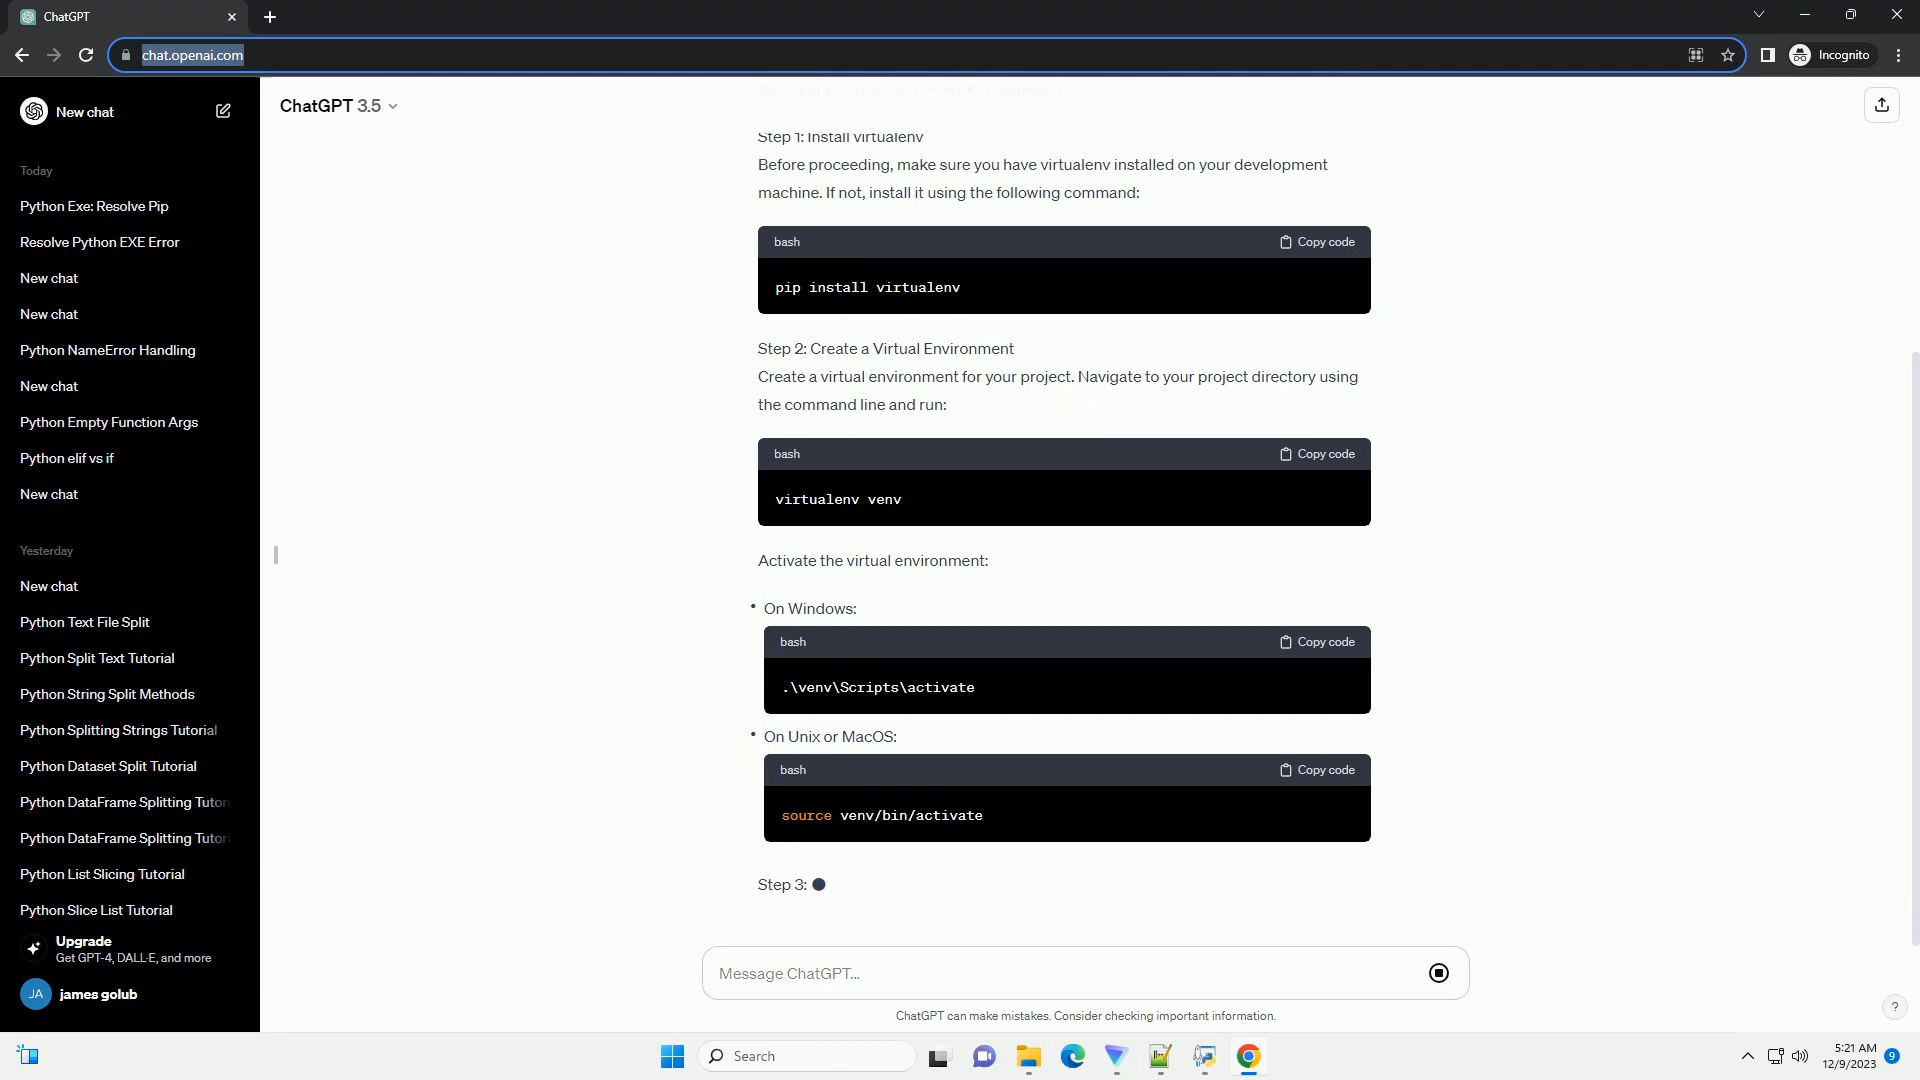 ChatGPT
chat.openai.com
Incognito
New chat
ChatGPT 3.5
Today
Python Exe: Resolve Pip
Resolve Python EXE Error
New chat
New chat
Python NameError Handling
New chat
Python Empty Function Args
Python elif vs if
New chat
Yesterday
New chat
Python Text File Split
Python Split Text Tutorial
Python String Split Methods
Python Splitting Strings Tutorial
Python Dataset Split Tutorial
Python DataFrame Splitting Tutor
Python DataFrame Splitting Tutor
Python List Slicing Tutorial
Python Slice List Tutorial
Upgrade
Get GPT-4, DALL·E, and more
JA
james golub
Step 1: Install virtualenv
Before proceeding, make sure you have virtualenv installed on your development
machine. If not, install it using the following command:
bash Copy code
pip install virtualenv
Step 2: Create a Virtual Environment
Create a virtual environment for your project. Navigate to your project directory using
the command line and run:
bash Copy code
virtualenv venv
Activate the virtual environment:
• On Windows:
bash Copy code
.\venv\Scripts\activate
• On Unix or MacOS:
bash Copy code
source venv/bin/activate
Step 3:
Message ChatGPT...
ChatGPT can make mistakes. Consider checking important information.
?
Search
5:21 AM
12/9/2023
9